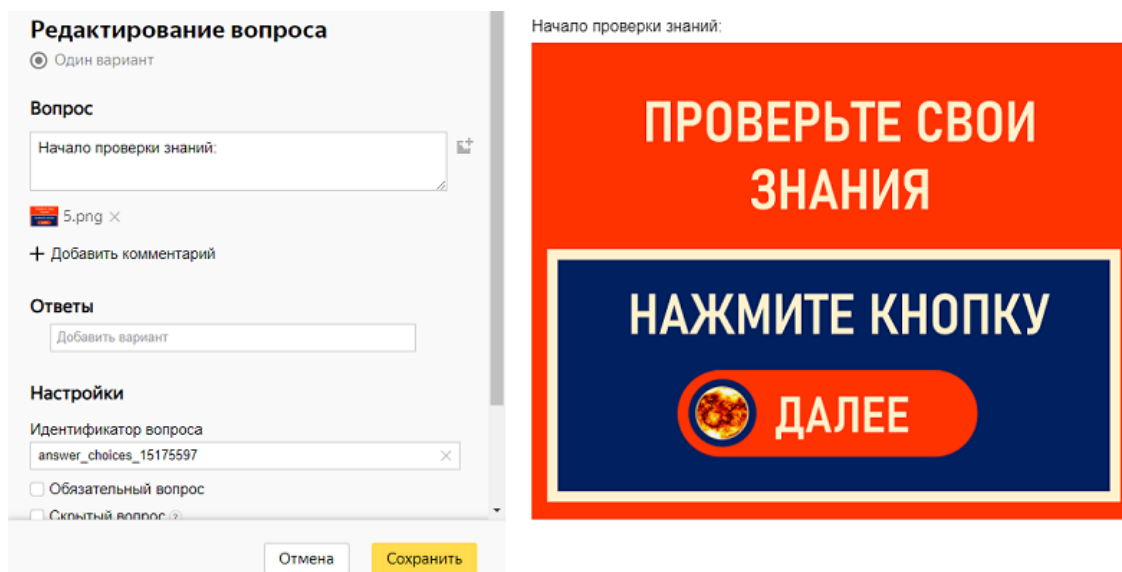 Редактирование вопроса
Один вариант
Вопрос
Начало проверки знаний:
5.png
Добавить комментарий
Ответы
Добавить вариант
Настройки
Идентификатор вопроса
answer_choices_15175597
Обязательный вопрос
Скрытый вопрос
Отмена
Сохранить
Начало проверки знаний:
ПРОВЕРЬТЕ СВОИ
ЗНАНИЯ
НАЖМИТЕ КНОПКУ
ДАЛЕЕ